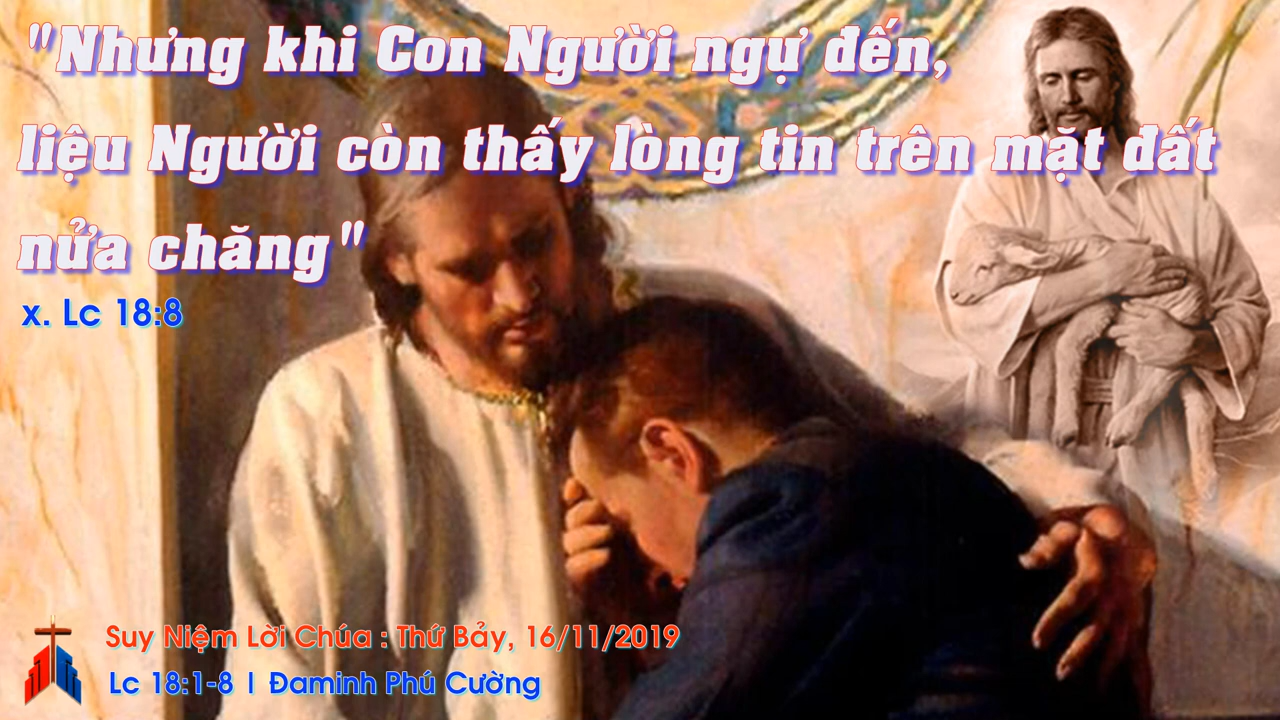 "Nhưng khi Con Người ngự đến,
liệu Người còn thấy lòng tin trên mặt đất
nửa chăng"
x. Lc 18:8
Suy Niệm Lời Chúa : Thứ Bảy, 16/11/2019
Lc 18:1-8 | Đaminh Phú Cường